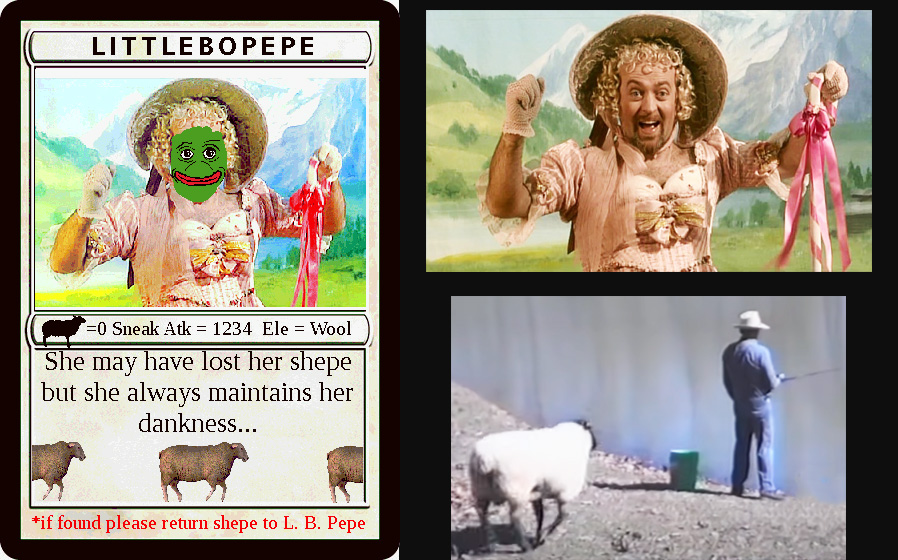 LITTLEBOPEPE
=0 Sneak Atk = 1234 Ele = Wool
She may have lost her shepe
but she always maintains her
dankness...
*if found please return shepe to L. B. Pepe